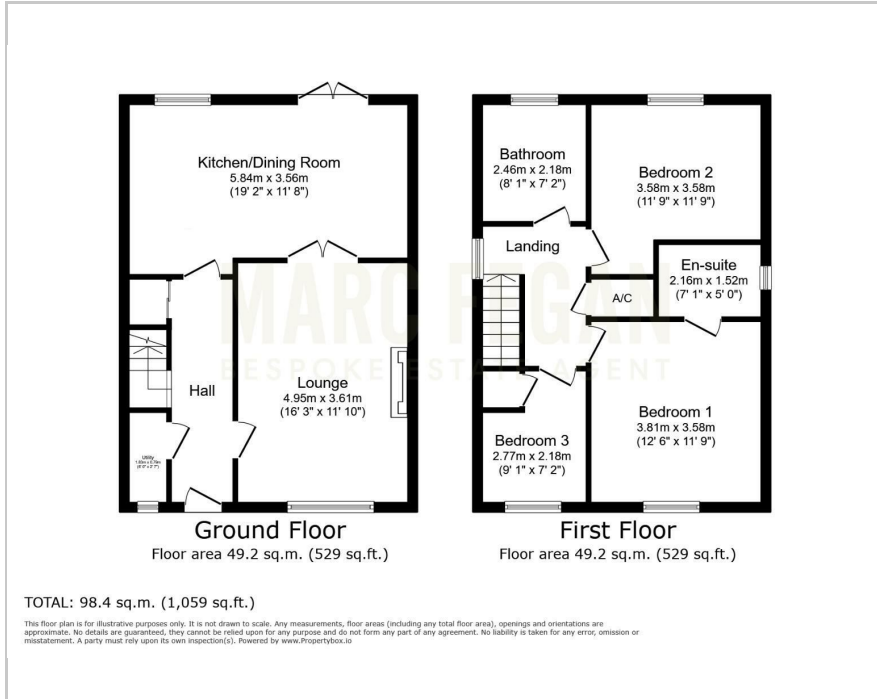 Kitchen/Dining Room
5.84m x 3.56m
(19' 2" x 11' 8")
Hall
Lounge
4.95m x 3.61m
(16' 3" x 11' 10")
Utility
Ground Floor
Floor area 49.2 sq.m. (529 sq.ft.)
Bathroom
2.46m x 2.18m
(8' 1" x 7' 2")
Bedroom 2
3.58m x 3.58m
(11' 9" x 11' 9")
Landing
En-suite
2.16m x 1.52m
(7' 1" x 5' 0")
A/C
Bedroom 3
2.77m x 2.18m
(9' 1" x 7' 2")
Bedroom 1
3.81m x 3.58m
(12' 6" x 11' 9")
First Floor
Floor area 49.2 sq.m. (529 sq.ft.)
MARC FEGAN
BESPOKE ESTATE AGENT
TOTAL: 98.4 sq.m. (1,059 sq.ft.)
This floor plan is for illustrative purposes only. It is not drawn to scale. Any measurements, floor areas (including any total floor area), openings and orientations are
approximate. No details are guaranteed, they cannot be relied upon for any purpose and do not form any part of any agreement. No liability is taken for any error, omission or
misstatement. A party must rely upon its own inspection(s). Powered by www.Propertybox.io